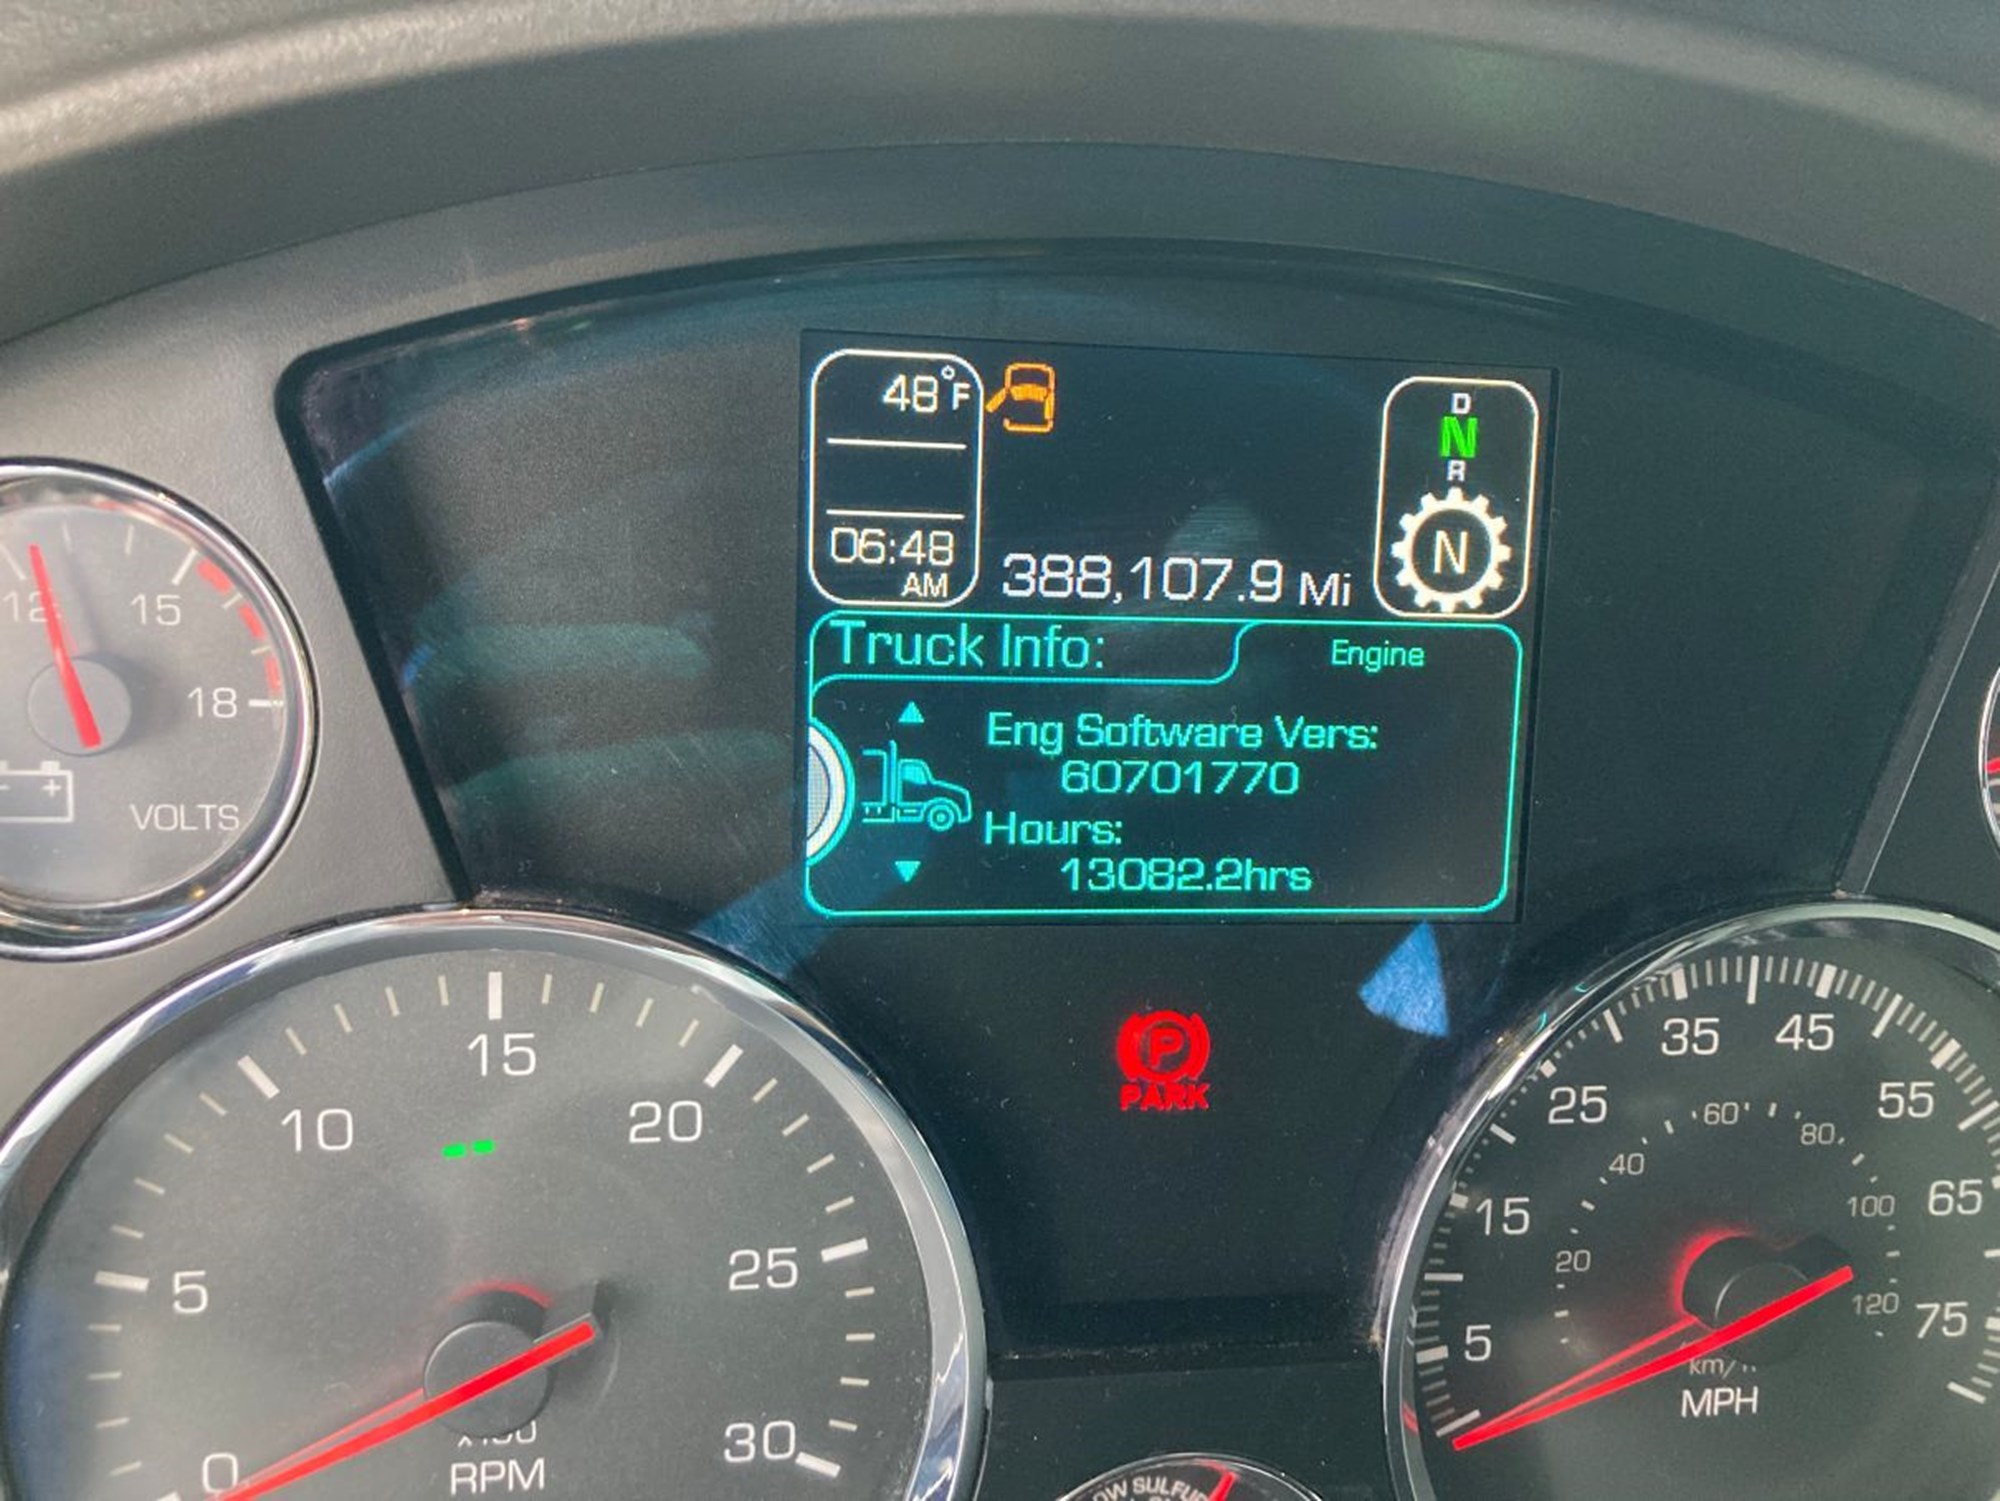 48°F
D
N
R
N
06:48
AM
388,107.9 Mi
Truck Info:
Engine
Eng Software Vers:
60701770
Hours:
13082.2hrs
12
15
18
VOLTS
PARK
0
5
10
15
20
25
30
RPM
5
15
25
35
45
55
65
75
20
40
60
80
100
120
MPH